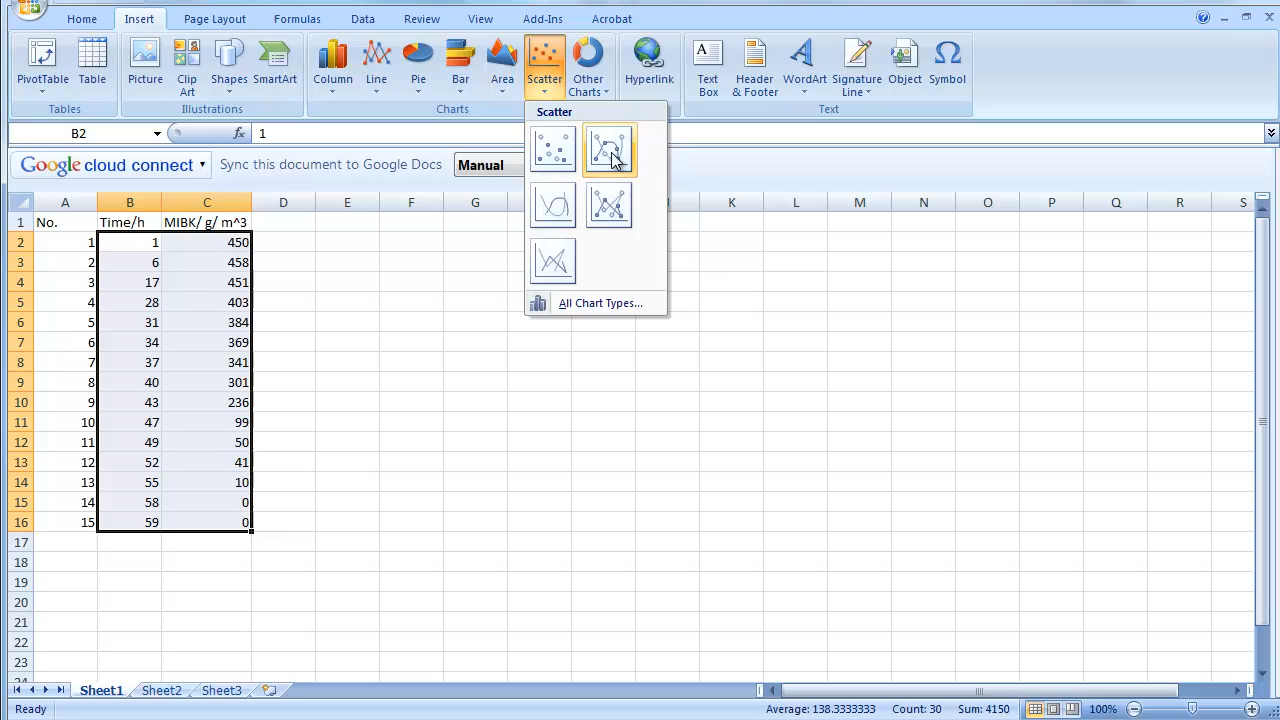 Home Insert Page Layout Formulas Data Review View Add-Ins Acrobat
PivotTable Table Picture Clip Art Shapes SmartArt Column Line Pie Bar Area Scatter Other Charts Hyperlink Text Box Header & Footer WordArt Signature Line Object Symbol
Tables Illustrations Charts Text
Scatter
B2 fx 1
Google cloud connect Sync this document to Google Docs Manual
A B C D E F G K L M N O P Q R S
1 No. Time/h MIBK/ g/ m^3
2 1 1 450
3 2 6 458
4 3 17 451
5 4 28 403
6 5 31 384
All Chart Types...
7 6 34 369
8 7 37 341
9 8 40 301
10 9 43 236
11 10 47 99
12 11 49 50
13 12 52 41
14 13 55 10
15 14 58 0
16 15 59 0
17
18
19
20
21
22
23
Sheet1 Sheet2 Sheet3
Ready Average: 138.3333333 Count: 30 Sum: 4150 100%